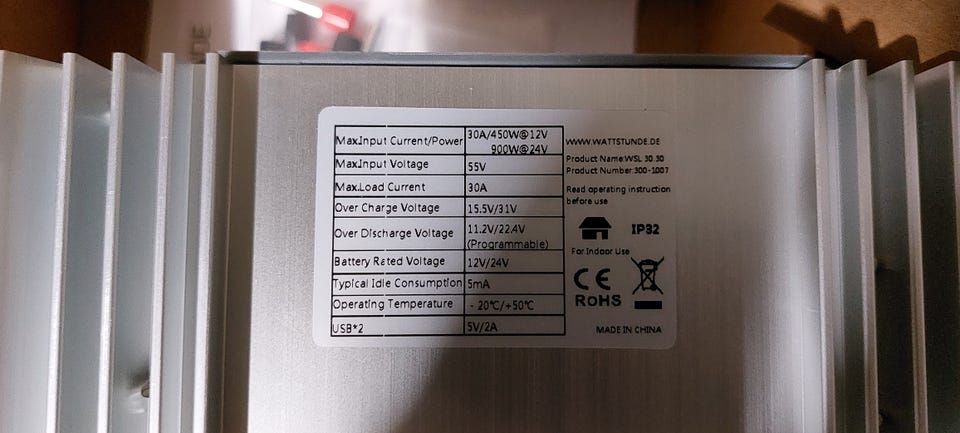 Max.Input Current/Power 30A/450W@12V
900W@24V
Max.Input Voltage 55V
Max.Load Current 30A
Over Charge Voltage 15.5V/31V
Over Discharge Voltage 11.2V/22.4V
(Programmable)
Battery Rated Voltage 12V/24V
Typical Idle Consumption 5mA
Operating Temperature - 20℃/+50℃
USB*2 5V/2A
WWW.WATTSTUNDE.DE
Product Name:WSL 30.30
Product Number:300-1007
Read operating instruction
before use
IP32
For Indoor Use
CE
RoHS
MADE IN CHINA